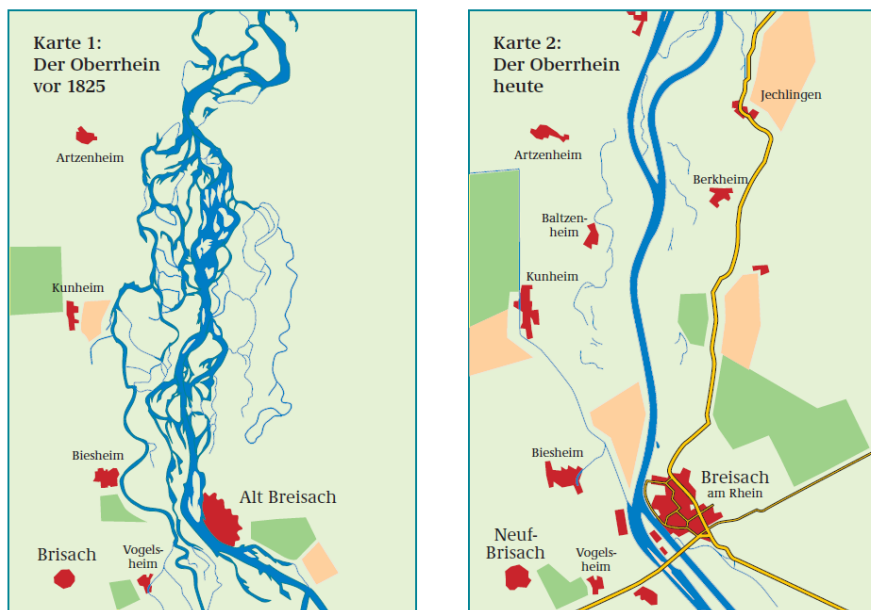 Karte 1:
Der Oberrhein
vor 1825
Artzenheim
Kunheim
Biesheim
Alt Breisach
Brisach
Vogels-
heim
Karte 2:
Der Oberrhein
heute
Jechlingen
Artzenheim
Berkheim
Baltzen-
heim
Kunheim
Biesheim
Breisach
am Rhein
Neuf-
Brisach
Vogels-
heim